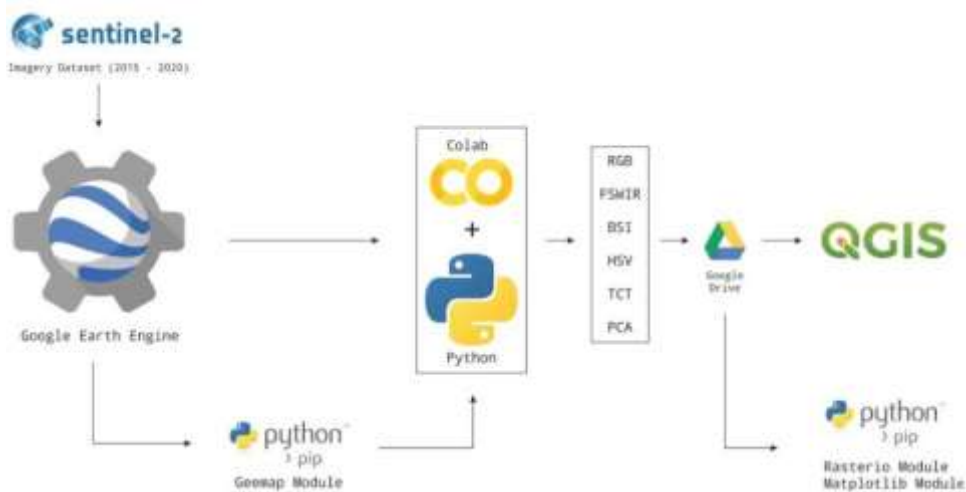 sentinel-2
Imagery Dataset (2015 - 2020)
Google Earth Engine
python
> pip
Geemap Module
Colab
CO
+
Python
RGB
FSWIR
BSI
HSV
TCT
PCA
Google
Drive
QGIS
python
> pip
Rasterio Module
Matplotlib Module